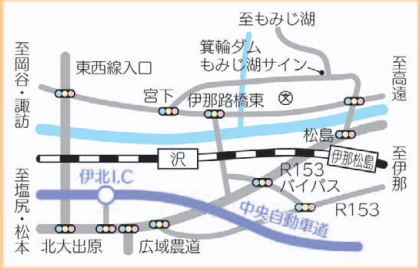 至もみじ湖
箕輪ダム
もみじ湖サイン
東西線入口
宮下
伊那路橋東
文
至岡谷・諏訪
至高遠
松島
沢
伊那松島
至伊那
R153
バイパス
伊北I.C
至塩尻・松本
R153
中央自動車道
北大出原
広域農道